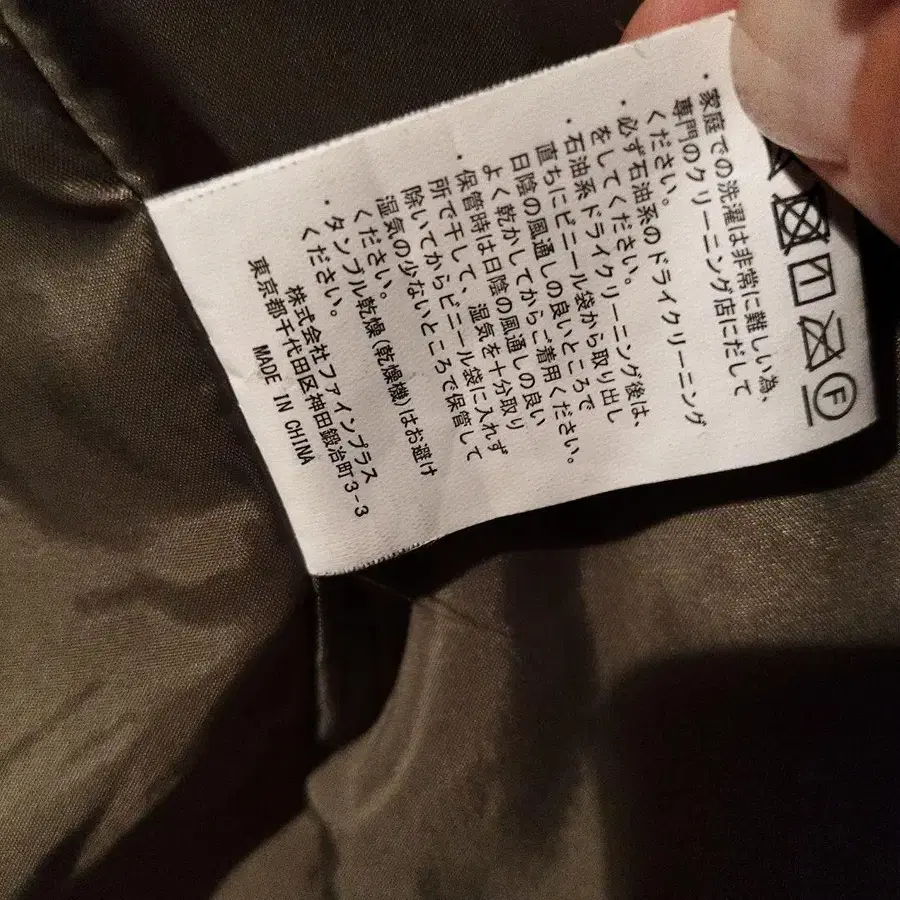 ・家庭での洗濯は非常に難しい為、
専門のクリーニング店にだして
ください。
・必ず石油系のドライクリーニング
をしてください。
・石油系ドライクリーニング後は、
直ちにビニール袋から取り出し
日陰の風通しの良いところで
よく乾かしてからご着用ください。
・保管時は日陰の風通しの良い
所で干して、湿気を十分取り
除いてからビニール袋に入れず
湿気の少ないところで保管して
ください。
・タンブル乾燥(乾燥機)はお避け
ください。
株式会社ファインプラス
東京都千代田区神田鍛冶町3-3
MADE IN CHINA
F